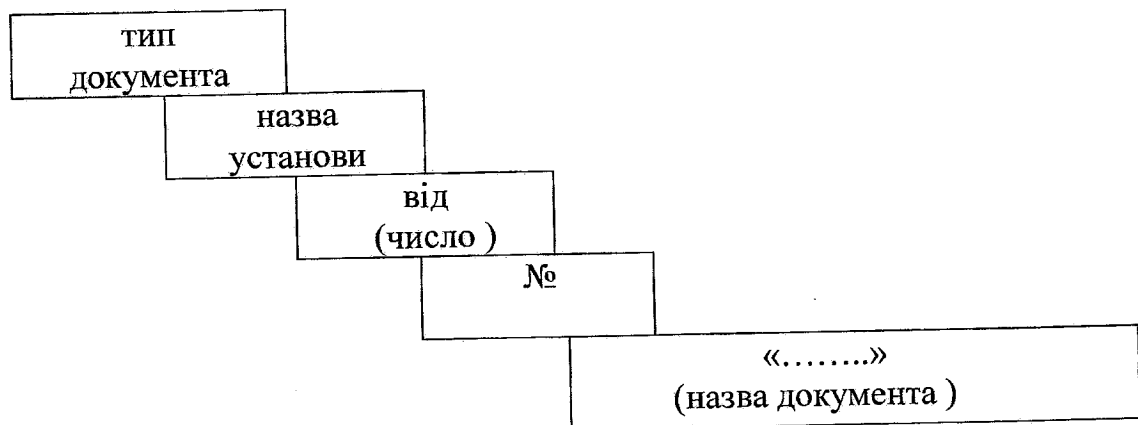 тип
документа
назва
установи
від
(число )
№
«……..»
(назва документа )